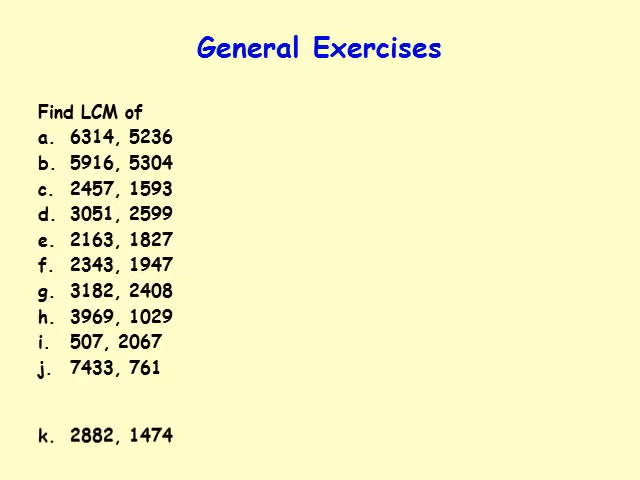 General Exercises
Find LCM of
a. 6314, 5236
b. 5916, 5304
c. 2457, 1593
d. 3051, 2599
e. 2163, 1827
f. 2343, 1947
g. 3182, 2408
h. 3969, 1029
i. 507, 2067
j. 7433, 761
k. 2882, 1474